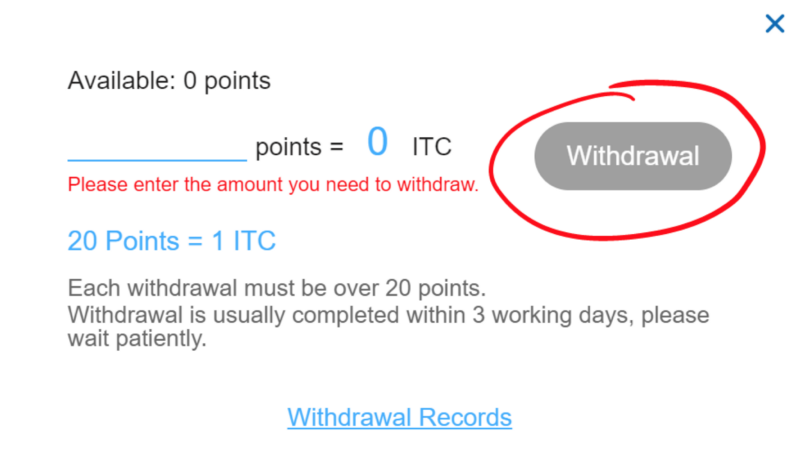 Available: 0 points
points = 0 ITC
Withdrawal
Please enter the amount you need to withdraw.
20 Points = 1 ITC
Each withdrawal must be over 20 points.
Withdrawal is usually completed within 3 working days, please
wait patiently.
Withdrawal Records